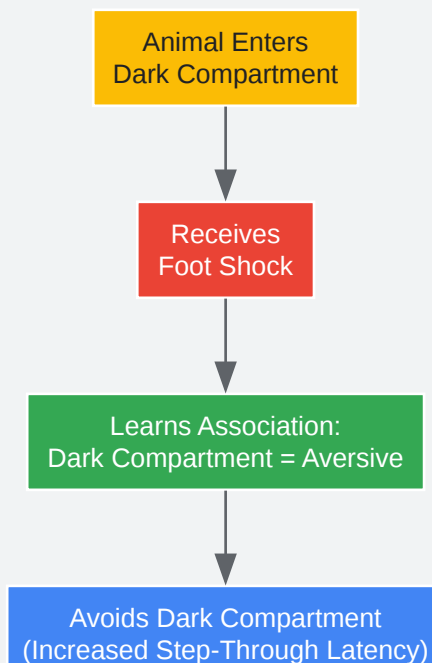 Animal Enters
Dark Compartment
Receives
Foot Shock
Learns Association:
Dark Compartment = Aversive
Avoids Dark Compartment
(Increased Step-Through Latency)